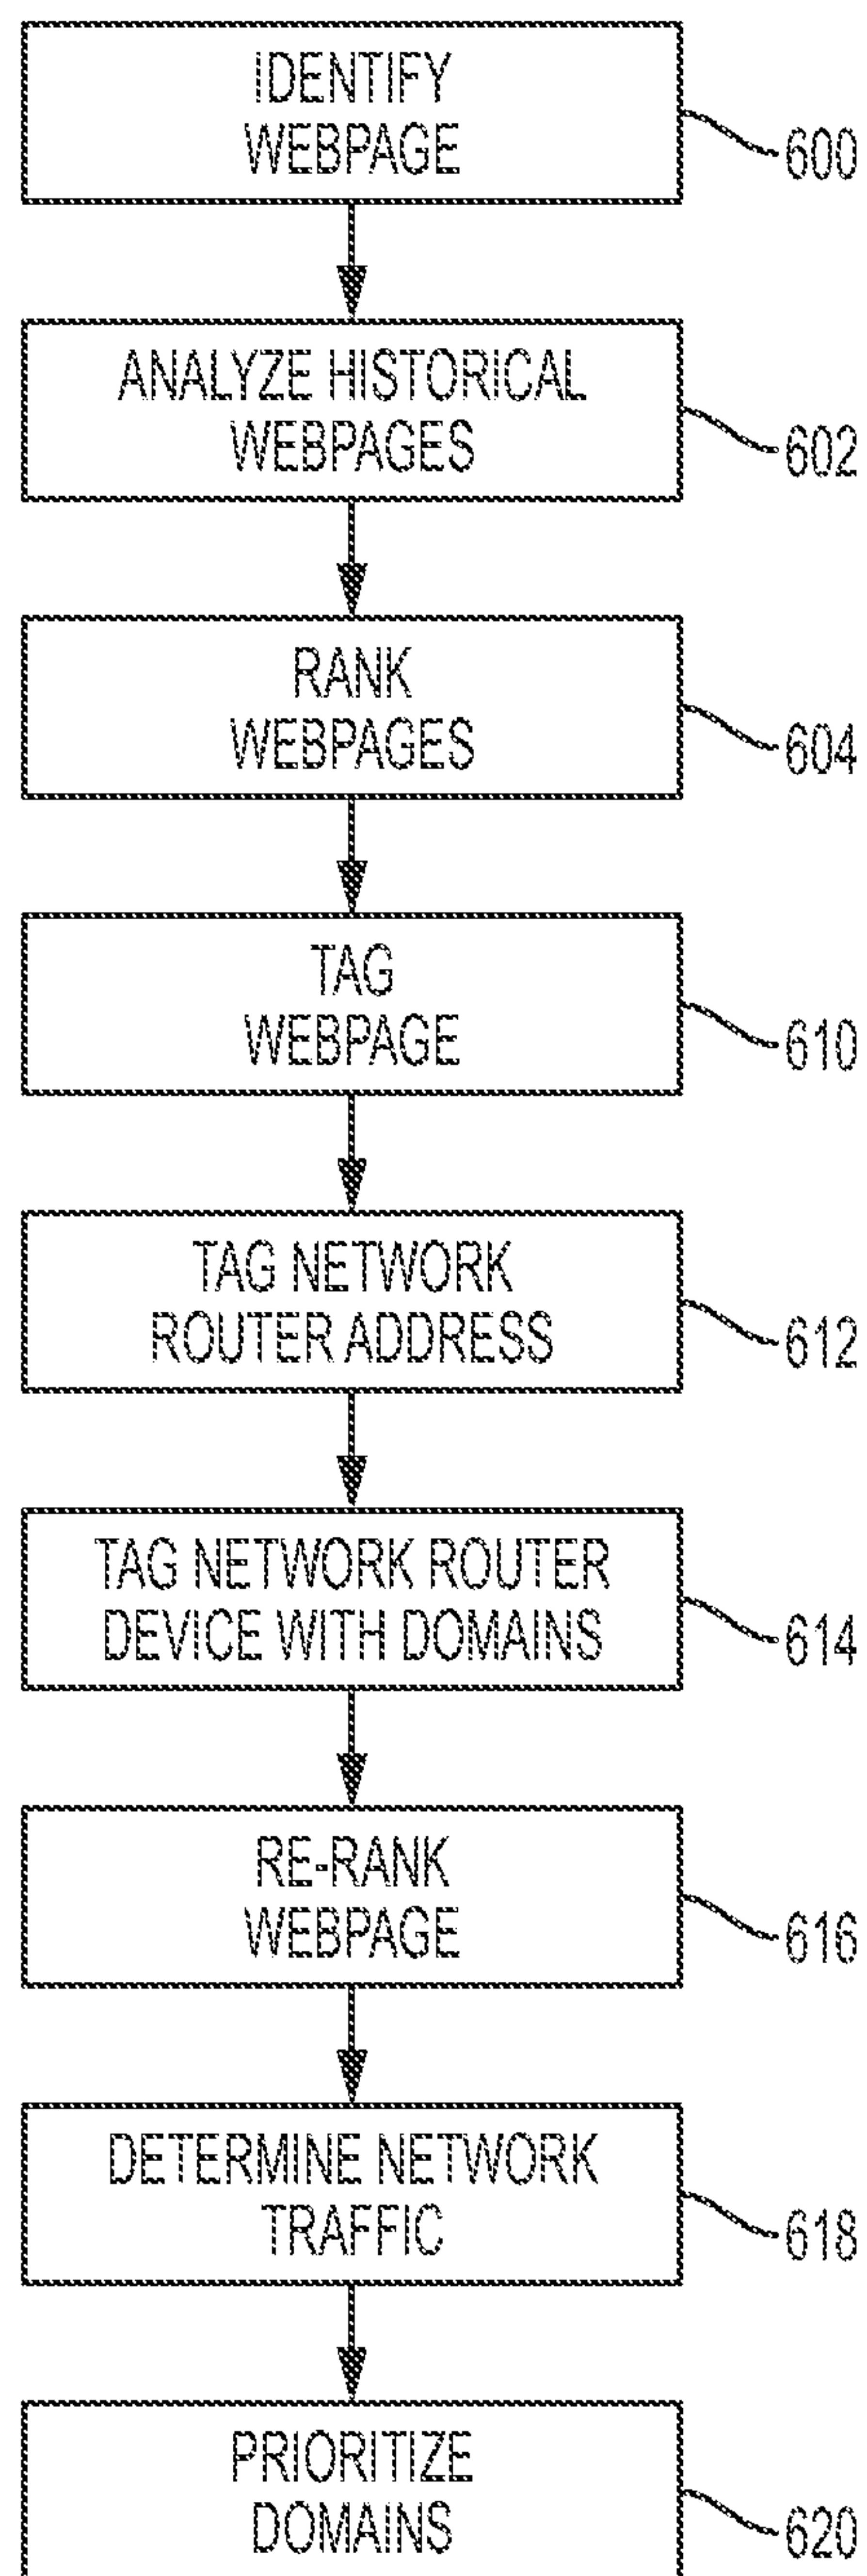 IDENTIFY
WEBPAGE
600
ANALYZE HISTORICAL
WEBPAGES
602
RANK
WEBPAGES
604
TAG
WEBPAGE
610
TAG NETWORK
ROUTER ADDRESS
612
TAG NETWORK ROUTER
DEVICE WITH DOMAINS
614
RE-RANK
WEBPAGE
616
DETERMINE NETWORK
TRAFFIC
618
PRIORITIZE
DOMAINS
620